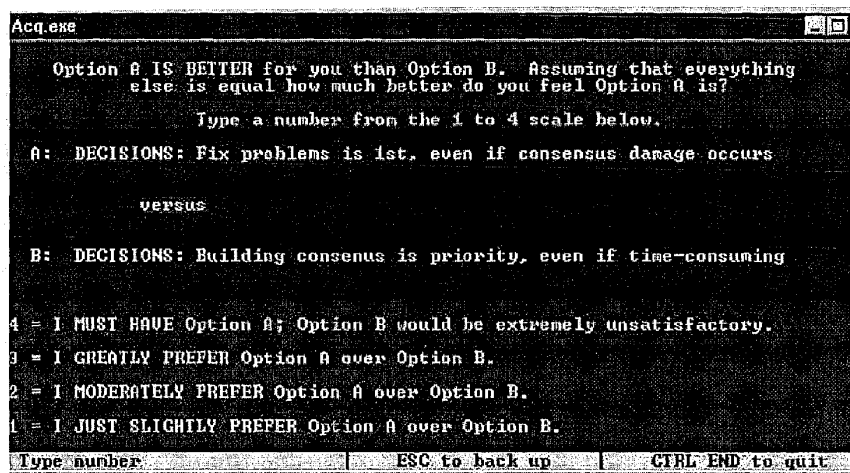 Acq.exe
Option A IS BETTER for you than Option B. Assuming that everything
else is equal how much better do you feel Option A is?
Type a number from the 1 to 4 scale below.
A: DECISIONS: Fix problems is 1st, even if consensus damage occurs
versus
B: DECISIONS: Building consenus is priority, even if time-consuming
4 = I MUST HAVE Option A; Option B would be extremely unsatisfactory.
3 = I GREATLY PREFER Option A over Option B.
2 = I MODERATELY PREFER Option A over Option B.
1 = I JUST SLIGHTLY PREFER Option A over Option B.
Type number | ESC to back up | CTRL END to quit